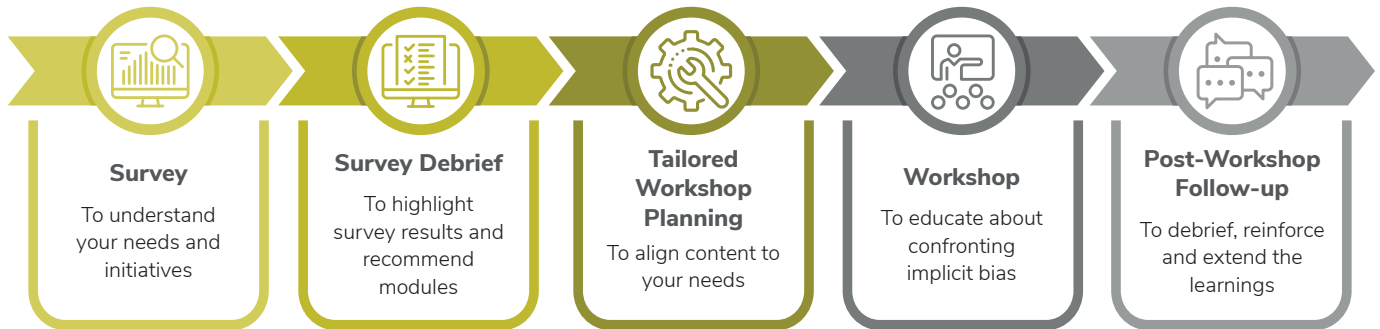 Survey
To understand
your needs and
initiatives
Survey Debrief
To highlight
survey results and
recommend
modules
Tailored
Workshop
Planning
To align content to
your needs
Workshop
To educate about
confronting
implicit bias
Post-Workshop
Follow-up
To debrief, reinforce
and extend the
learnings